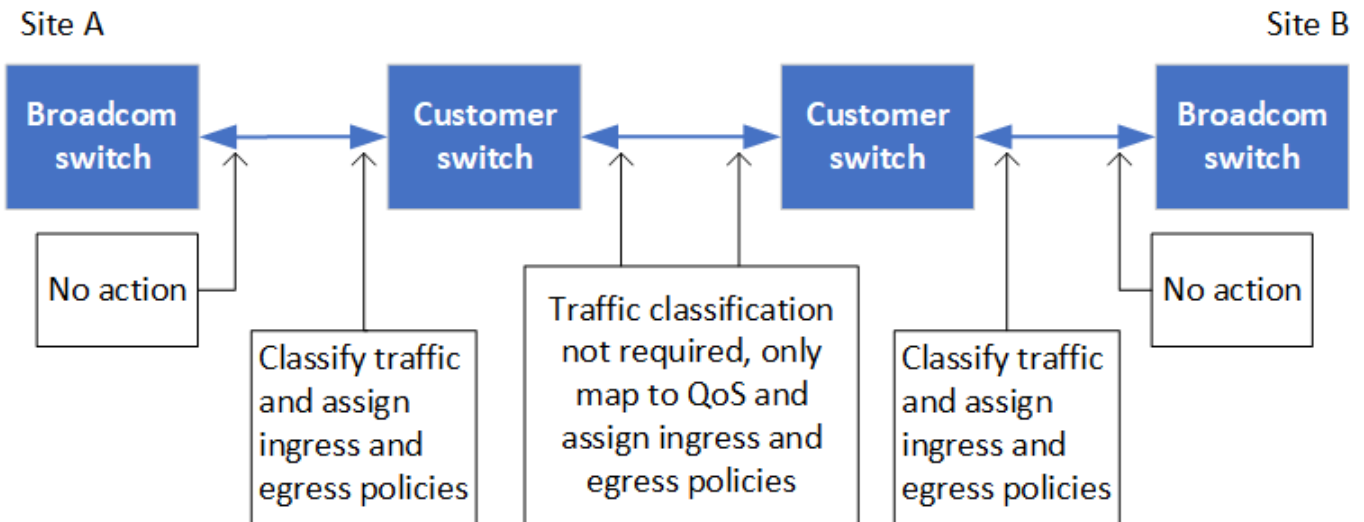 Site A
Site B
Broadcom
switch
Customer
switch
Customer
switch
Broadcom
switch
No action
Classify traffic
and assign
ingress and
egress policies
Traffic classification
not required, only
map to QoS and
assign ingress and
egress policies
Classify traffic
and assign
ingress and
egress policies
No action